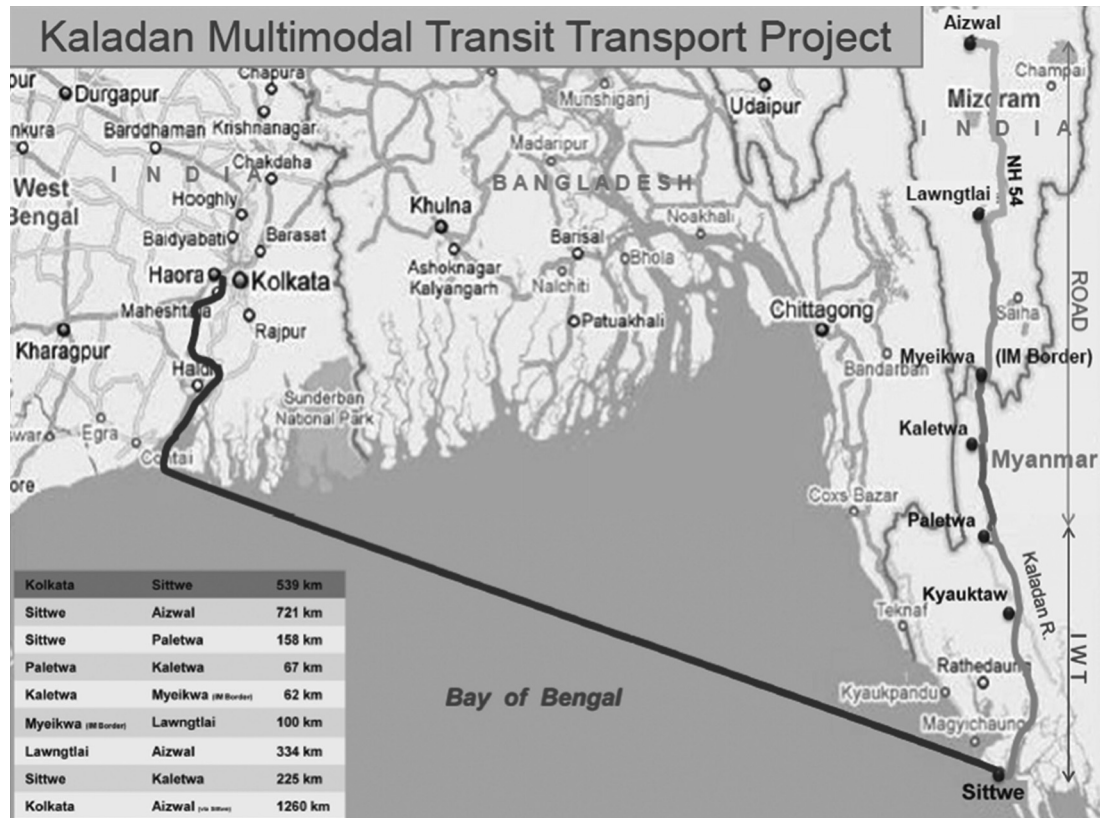 Kaladan Multimodal Transit Transport Project
Aizwal
Chapura
Champai
Durgapur
Munshiganj
Udaipur
Mizoram
Barddhaman
Krishnanagar
INDIA
Madaripur
Chakdaha
INDIA
NH 54
West
Bengal
BANGLADESH
Hooghly
Khulna
Lawngtlai
Noakhali
Baidyabati
Barasat
Barisal
Bhola
Haora
Kolkata
Ashoknagar
Kalyangarh
Nalchiti
ROAD
Chittagong
Saiha
Rajpur
Patuakhali
Kharagpur
Myeikwa
(IM Border)
Bandarban
Sunderban
National Park
Egra
Kaletwa
Contai
Myanmar
Coxs Bazar
Paletwa
Kaladan R.
Kyauktaw
Teknaf
IWT
Rathedaung
Kyaukpandu
Bay of Bengal
Magyichaung
Sittwe
Kolkata Sittwe 539 km
Sittwe Aizwal 721 km
Sittwe Paletwa 158 km
Paletwa Kaletwa 67 km
Kaletwa Myeikwa (IM Border) 62 km
Myeikwa (IM Border) Lawngtlai 100 km
Lawngtlai Aizwal 334 km
Sittwe Kaletwa 225 km
Kolkata Aizwal (via Sittwe) 1260 km